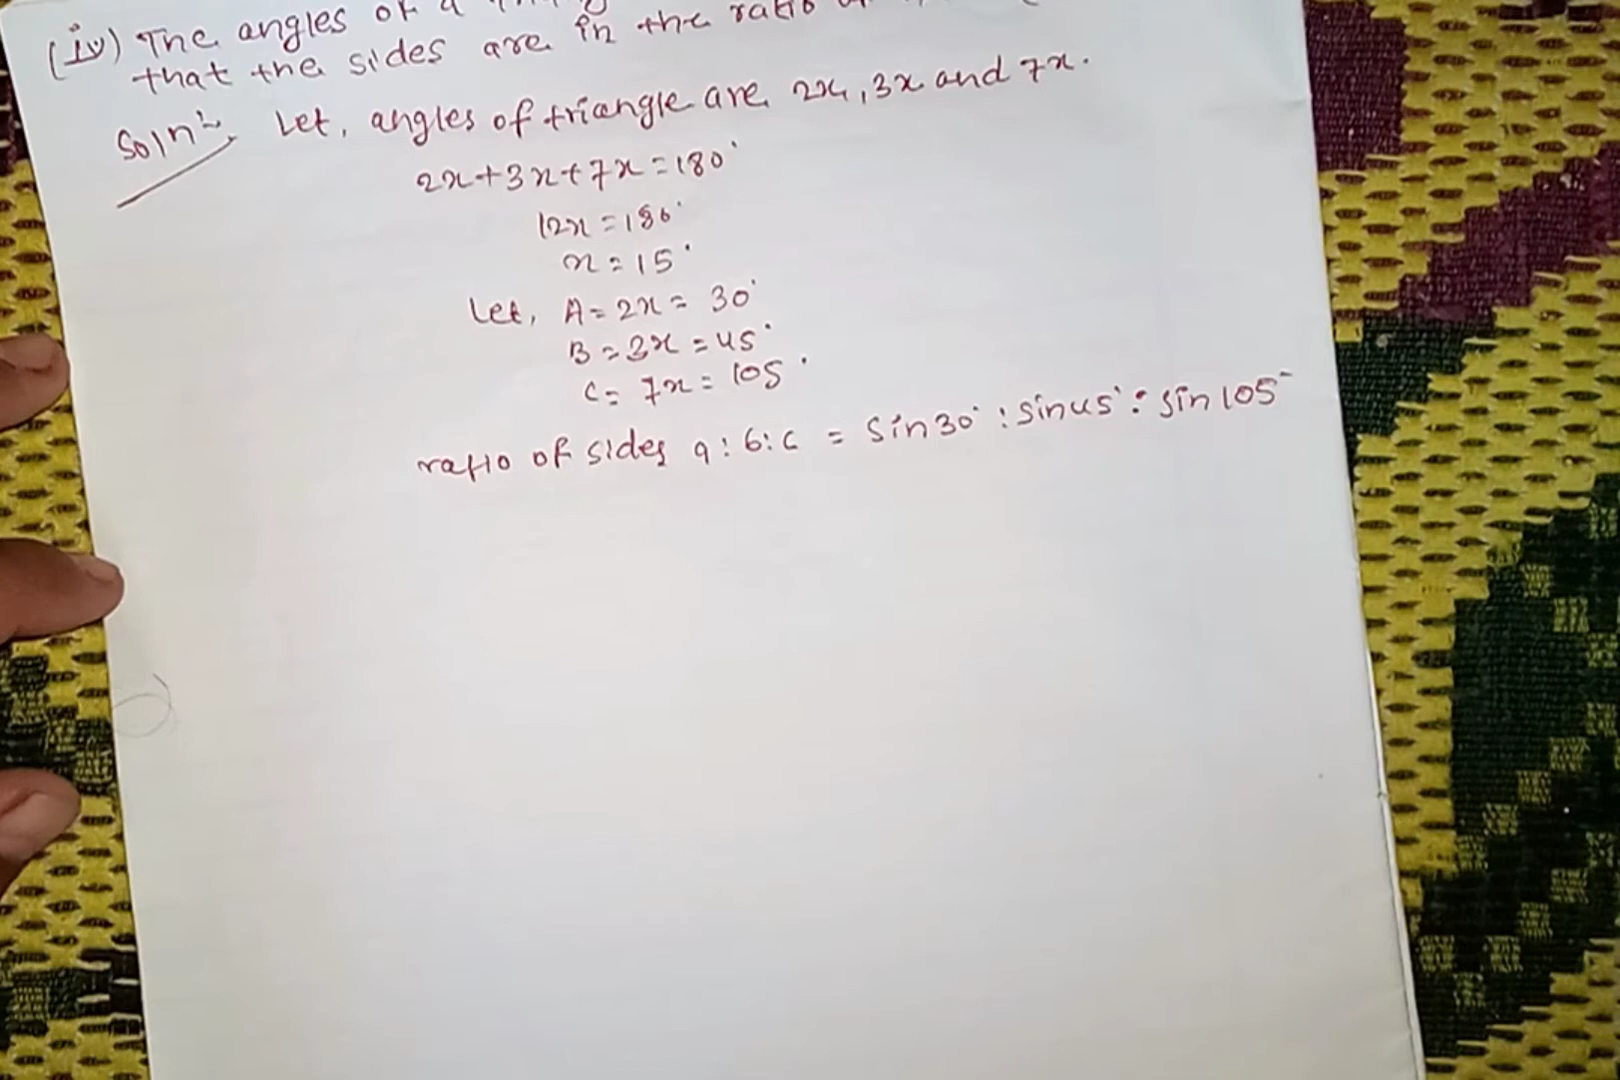 (iv) The angles of a
that the sides are in the ratio
Soln:, Let, angles of triangle are 2x, 3x and 7x.
2x+3x+7x=180°
12x=180°
x=15°
Let, A=2x=30°
B=3x=45°
C=7x=105°
ratio of sides a:b:c = sin30°:sin45°:sin105°